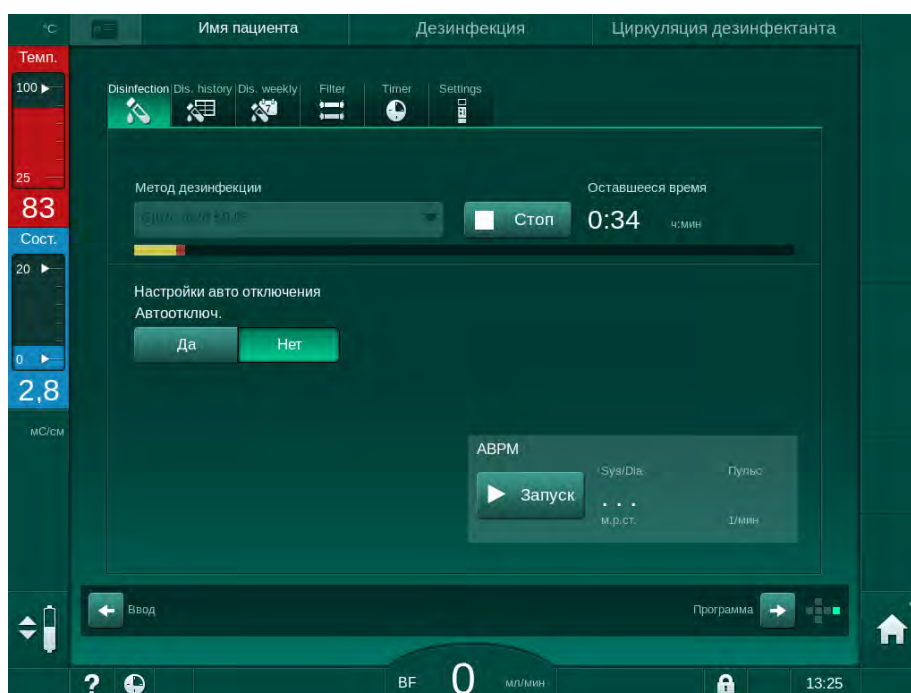 °C
Имя пациента
Дезинфекция
Циркуляция дезинфектанта
Темп.
100
25
83
Сост.
20
0
2,8
мС/см
Disinfection Dis. history Dis. weekly Filter Timer Settings
7
Метод дезинфекции
Оставшееся время
Стоп
0:34 ч:мин
Настройки авто отключения
Автоотключ.
Да Нет
ABPM
Sys/Dia Пульс
Запуск
. . .
м.р.ст. 1/мин
Ввод
Программа
? BF 0 мл/мин 13:25